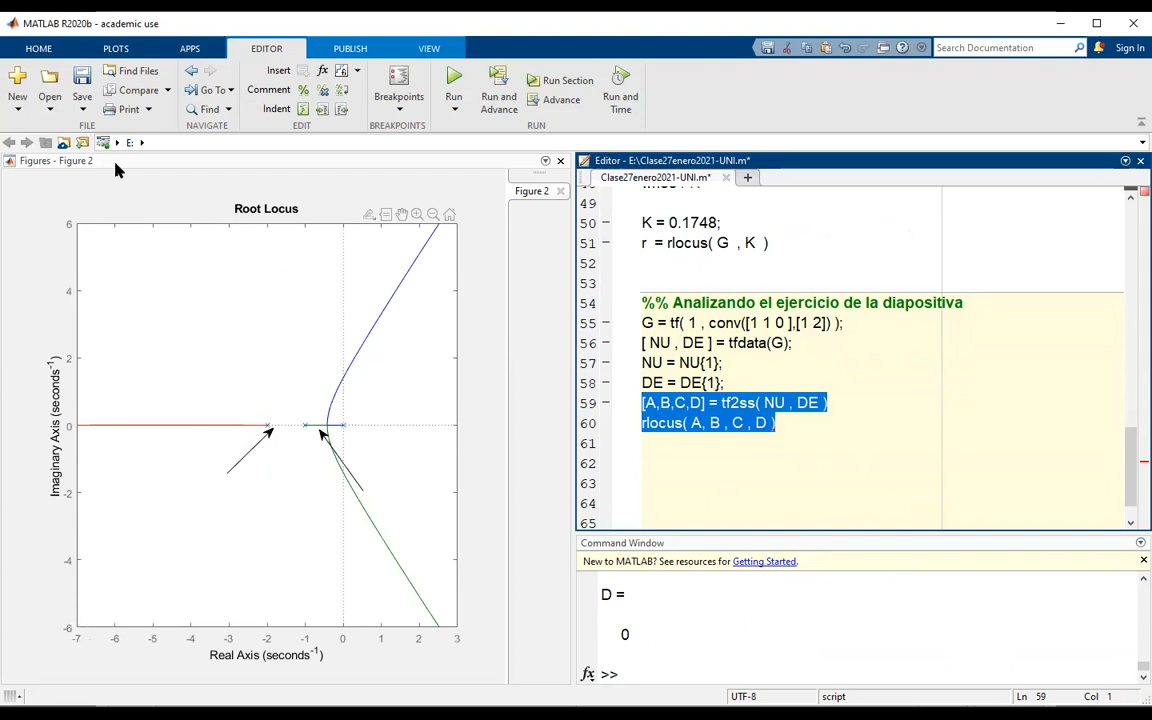 MATLAB R2020b - academic use
HOME PLOTS APPS EDITOR PUBLISH VIEW
Search Documentation
Sign In
New Open Save
Find Files
Compare
Print
FILE
Go To
Find
NAVIGATE
Insert
Comment
Indent
EDIT
Breakpoints
BREAKPOINTS
Run
Run and Advance
Run Section
Advance
Run and Time
RUN
E:
Figures - Figure 2
Figure 2
Root Locus
Imaginary Axis (seconds-1)
6
4
2
0
-2
-4
-6
-7 -6 -5 -4 -3 -2 -1 0 1 2 3
Real Axis (seconds-1)
Editor - E:\Clase27enero2021-UNI.m*
Clase27enero2021-UNI.m*
49
50 K = 0.1748;
51 r = rlocus( G , K )
52
53
54 %% Analizando el ejercicio de la diapositiva
55 G = tf( 1 , conv([1 1 0 ],[1 2]) );
56 [ NU , DE ] = tfdata(G);
57 NU = NU{1};
58 DE = DE{1};
59 [A,B,C,D] = tf2ss( NU , DE )
60 rlocus( A, B , C , D )
61
62
63
64
65
Command Window
New to MATLAB? See resources for Getting Started.
D =
0
fx >>
UTF-8 script Ln 59 Col 1